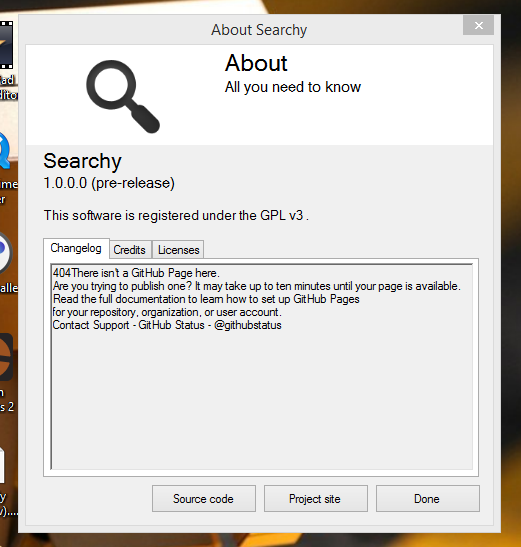 About Searchy
About
All you need to know
Searchy
1.0.0.0 (pre-release)
This software is registered under the GPL v3 .
Changelog
Credits
Licenses
404There isn't a GitHub Page here.
Are you trying to publish one? It may take up to ten minutes until your page is available.
Read the full documentation to learn how to set up GitHub Pages
for your repository, organization, or user account.
Contact Support - GitHub Status - @githubstatus
Source code
Project site
Done